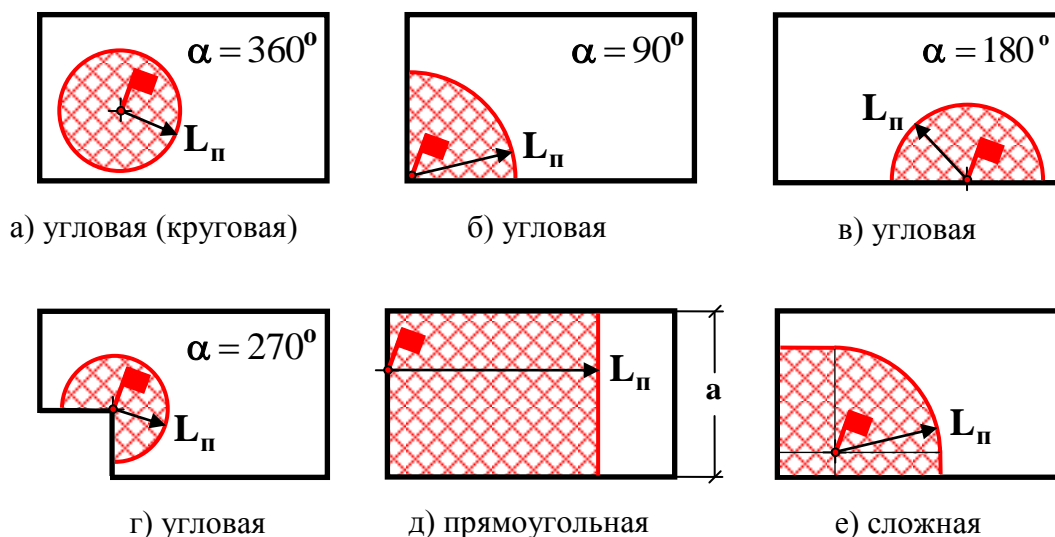 α = 360°
Lп
а) угловая (круговая)
α = 90°
Lп
б) угловая
α = 180°
Lп
в) угловая
α = 270°
Lп
г) угловая
Lп
a
д) прямоугольная
Lп
е) сложная